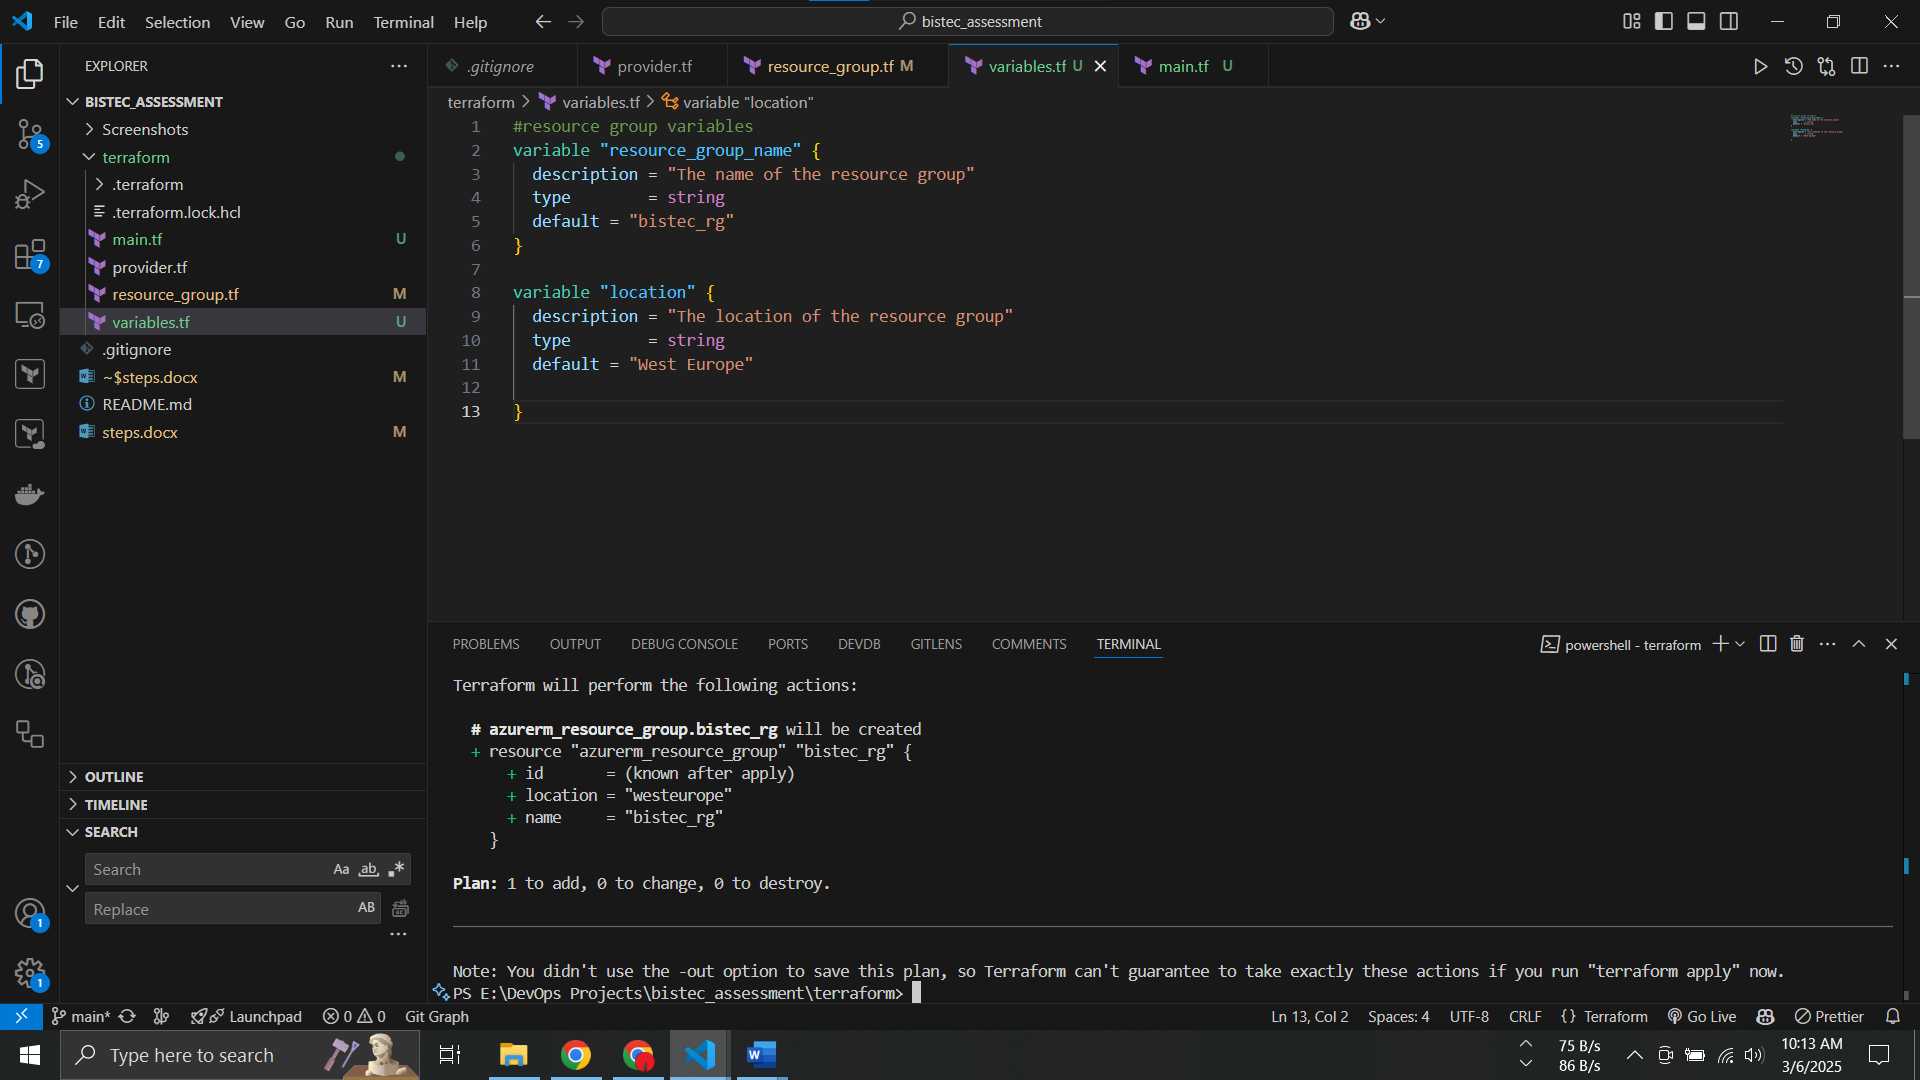 File Edit Selection View Go Run Terminal Help
bistec_assessment
EXPLORER
BISTEC_ASSESSMENT
Screenshots
terraform
.terraform
.terraform.lock.hcl
main.tf U
provider.tf
resource_group.tf M
variables.tf U
.gitignore
~$steps.docx M
README.md
steps.docx M
OUTLINE
TIMELINE
SEARCH
Search Aa ab
Replace AB
5
7
1
1
.gitignore provider.tf resource_group.tf M variables.tf U main.tf U
terraform > variables.tf > variable "location"
1 #resource group variables
2 variable "resource_group_name" {
3 description = "The name of the resource group"
4 type = string
5 default = "bistec_rg"
6 }
7
8 variable "location" {
9 description = "The location of the resource group"
10 type = string
11 default = "West Europe"
12
13 }
PROBLEMS OUTPUT DEBUG CONSOLE PORTS DEVDB GITLENS COMMENTS TERMINAL
powershell - terraform
Terraform will perform the following actions:
# azurerm_resource_group.bistec_rg will be created
+ resource "azurerm_resource_group" "bistec_rg" {
+ id = (known after apply)
+ location = "westeurope"
+ name = "bistec_rg"
}
Plan: 1 to add, 0 to change, 0 to destroy.
Note: You didn't use the -out option to save this plan, so Terraform can't guarantee to take exactly these actions if you run "terraform apply" now.
PS E:\DevOps Projects\bistec_assessment\terraform>
main* Launchpad 0 0 Git Graph
Ln 13, Col 2 Spaces: 4 UTF-8 CRLF {} Terraform Go Live Prettier
Type here to search
75 B/s
86 B/s
10:13 AM
3/6/2025